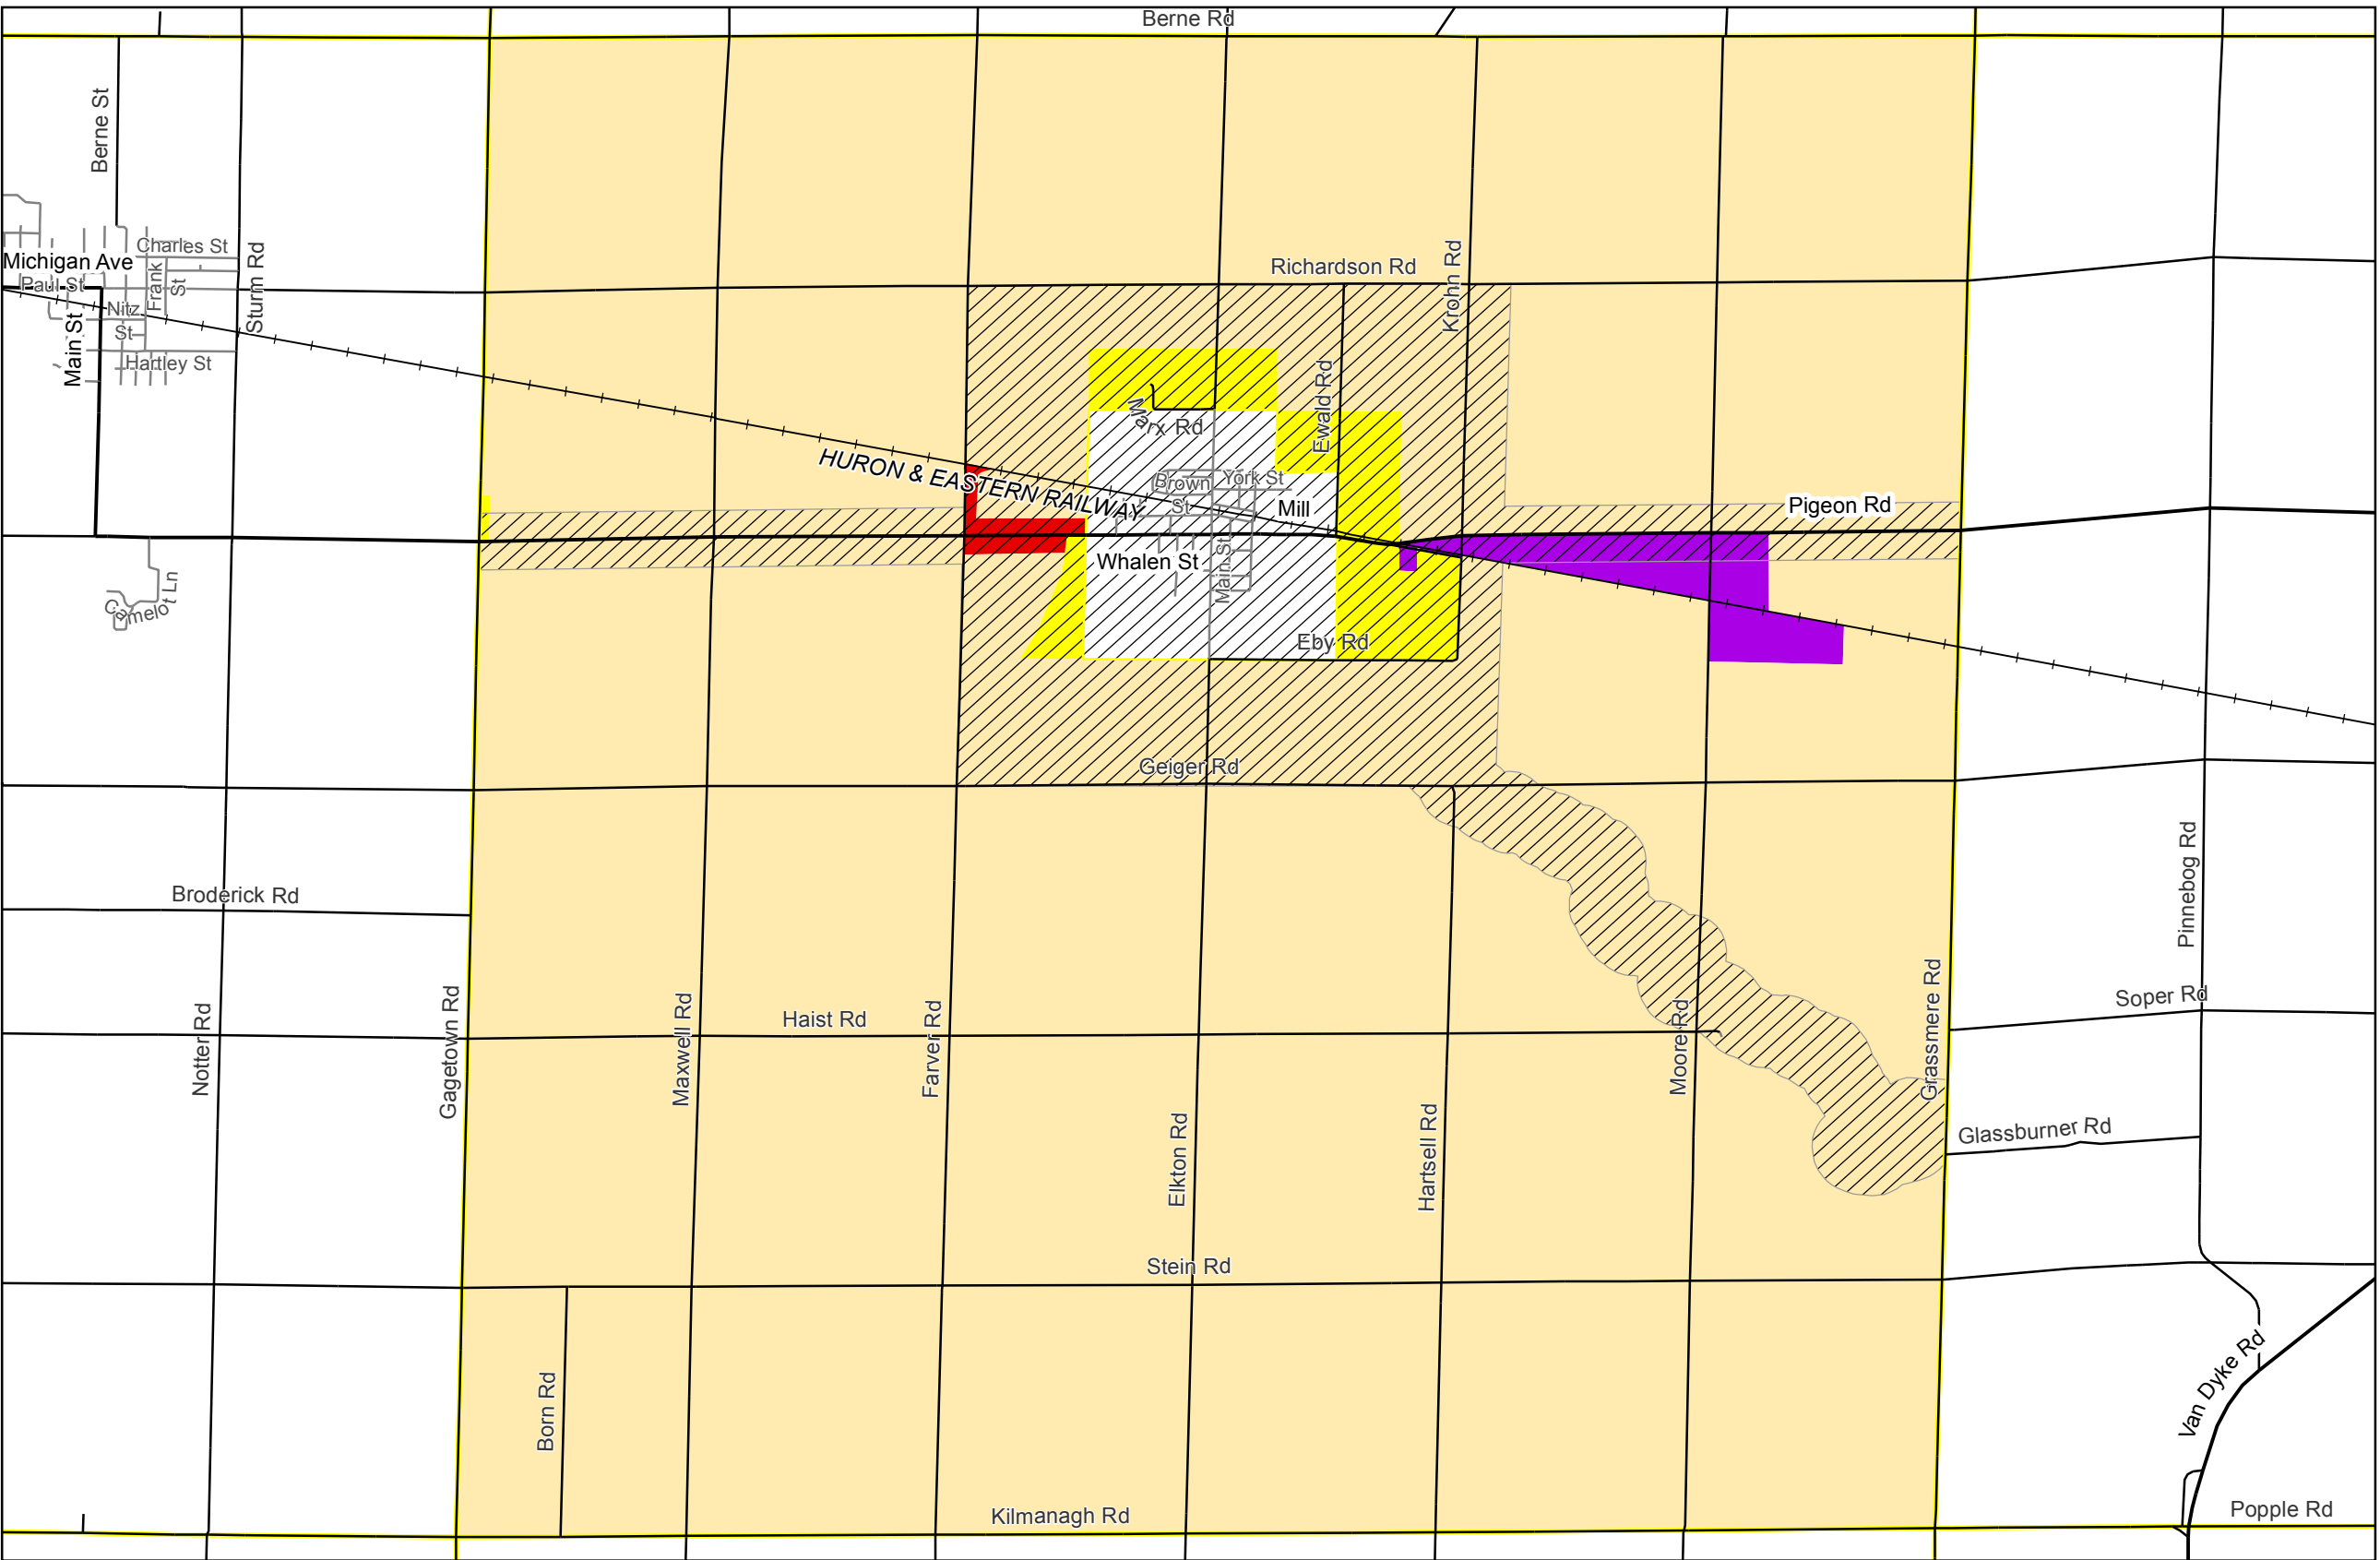 Berne Rd
Berne St
Charles St
Michigan Ave
Paul St
Frank
St
Nitz
St
Main St
Hartley St
Sturm Rd
Richardson Rd
Krohn Rd
Ewald Rd
Marx Rd
HURON & EASTERN RAILWAY
Brown
St
York St
Mill
Pigeon Rd
Whalen St
Main St
Camelot Ln
Eby Rd
Geiger Rd
Broderick Rd
Pinnebog Rd
Notter Rd
Gagetown Rd
Maxwell Rd
Haist Rd
Farver Rd
Elkton Rd
Hartsell Rd
Moore Rd
Grassmere Rd
Soper Rd
Glassburner Rd
Stein Rd
Born Rd
Van Dyke Rd
Kilmanagh Rd
Popple Rd